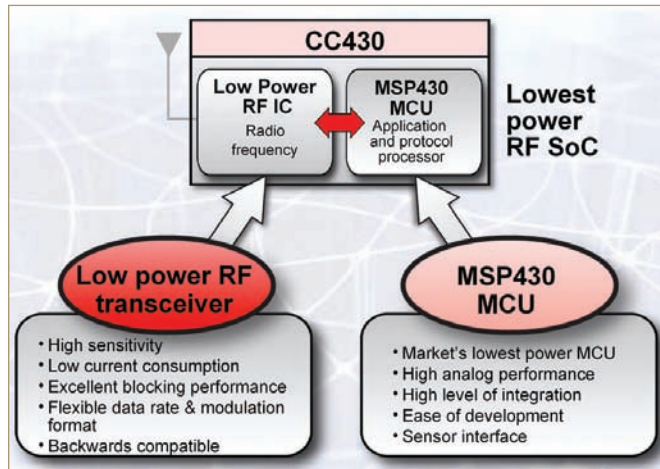 CC430
Low Power
RF IC
Radio
frequency
MSP430
MCU
Application
and protocol
processor
Lowest
power
RF SoC
Low power RF
transceiver
• High sensitivity
• Low current consumption
• Excellent blocking performance
• Flexible data rate & modulation
format
• Backwards compatible
MSP430
MCU
• Market's lowest power MCU
• High analog performance
• High level of integration
• Ease of development
• Sensor interface